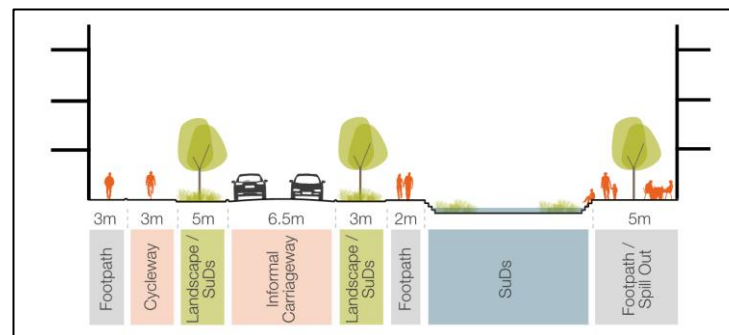 3m 3m 5m 6.5m 3m 2m 5m
Footpath
Cycleway
Landscape /
SuDs
Informal
Carriageway
Landscape /
SuDs
Footpath
SuDs
Footpath /
Spill Out